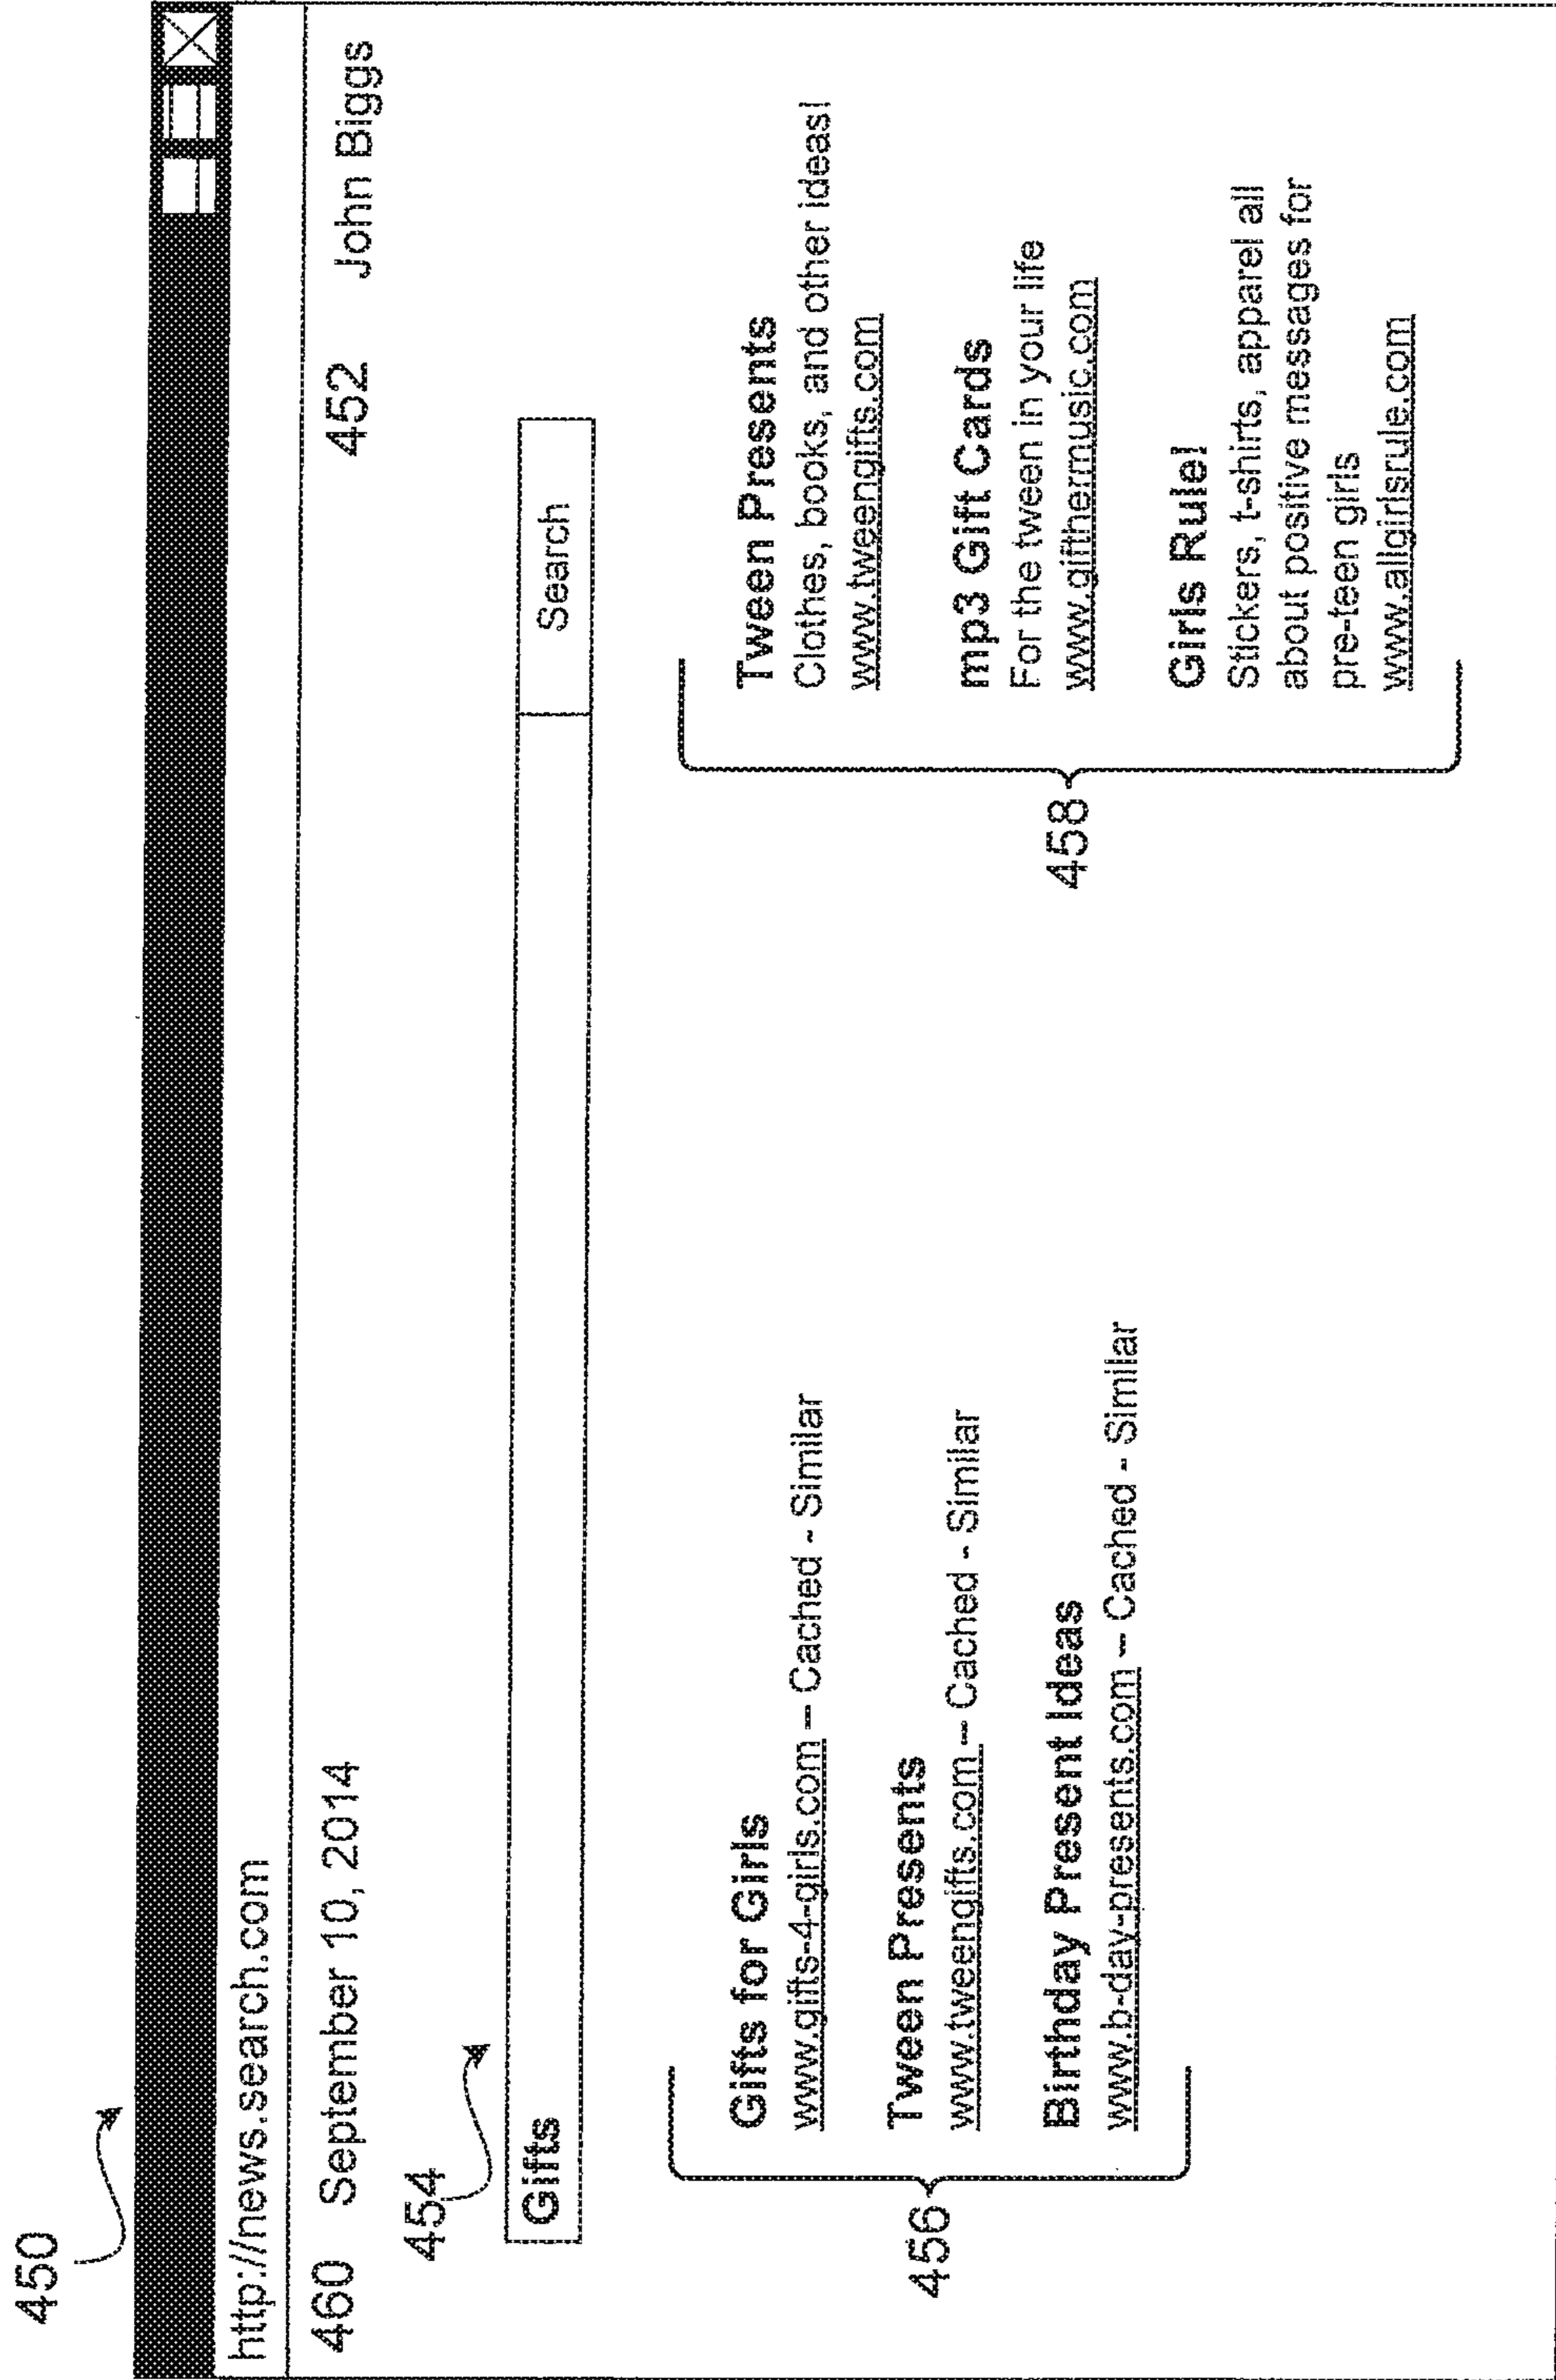 450
http://news.search.com
460 September 10, 2014 452 John Biggs
454
Gifts Search
456
Gifts for Girls
www.gifts-4-girls.com – Cached - Similar
Tween Presents
www.tweengifts.com – Cached - Similar
Birthday Present Ideas
www.b-day-presents.com – Cached - Similar
458
Tween Presents
Clothes, books, and other ideas!
www.tweengifts.com
mp3 Gift Cards
For the tween in your life
www.gifthermusic.com
Girls Rule!
Stickers, t-shirts, apparel all
about positive messages for
pre-teen girls
www.allgirlsrule.com